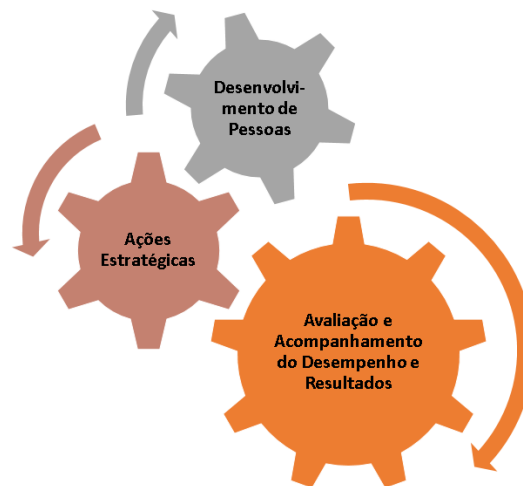 Desenvolvi-
mento de
Pessoas
Ações
Estratégicas
Avaliação e
Acompanhamento
do Desempenho e
Resultados